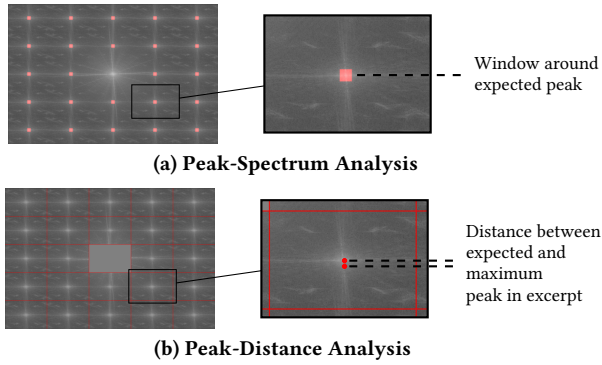 Window around
expected peak
(a) Peak-Spectrum Analysis
Distance between
expected and
maximum
peak in excerpt
(b) Peak-Distance Analysis